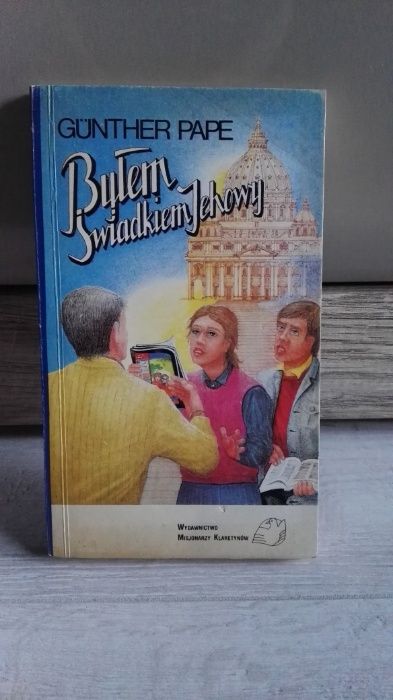 GÜNTHER PAPE
Byłem
Świadkiem Jehowy
WYDAWNICTWO
MISJONARZY KLARETYNÓW